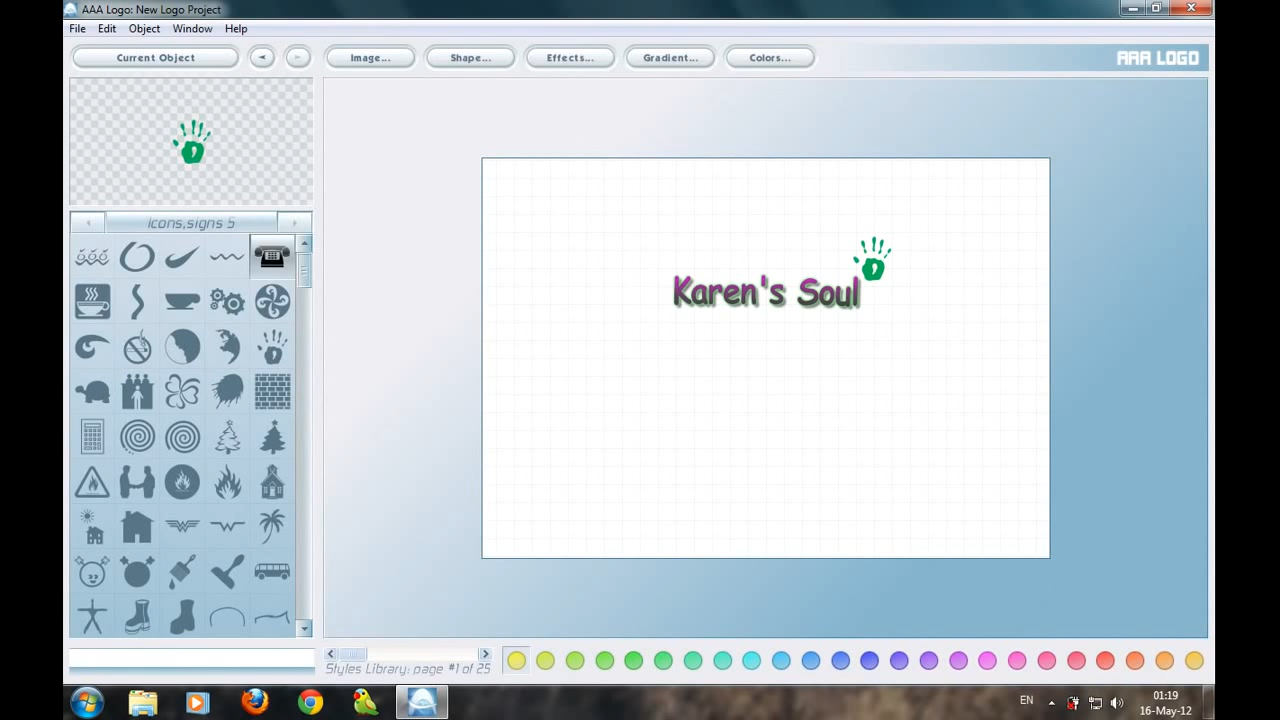 AAA Logo: New Logo Project
File Edit Object Window Help
Current Object Image... Shape... Effects... Gradient... Colors... AAA LOGO
icons,signs 5
Karen's Soul
Styles Library: page #1 of 25
EN 01:19
16-May-12